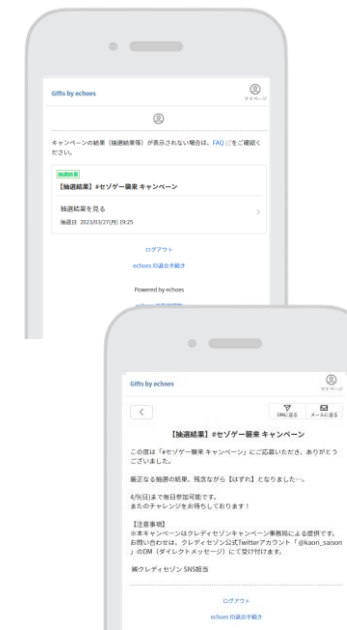 Gifts by echoes
マイページ
キャンペーンの結果（抽選結果等）が表示されない場合は、FAQをご確認く
ださい。
抽選結果
【抽選結果】#セゾゲー襲来 キャンペーン
抽選結果を見る
抽選日 2023/03/27(月) 19:25
ログアウト
echoes ID退会手続き
Powered by echoes
Gifts by echoes
マイページ
DMに送る
メールに送る
【抽選結果】#セゾゲー襲来 キャンペーン
この度は「#セゾゲー襲来 キャンペーン」にご応募いただき、ありがとう
ございました。
厳正なる抽選の結果、残念ながら【はずれ】となりました…。
4/9(日)まで毎日参加可能です。
またのチャレンジをお待ちしております！
【注意事項】
※本キャンペーンはクレディセゾンキャンペーン事務局による提供です。
お問い合わせは、クレディセゾン公式Twitterアカウント「 @kaori_saison
」のDM（ダイレクトメッセージ）にて受け付けます。
㈱クレディセゾン SNS担当
ログアウト
echoes ID退会手続き